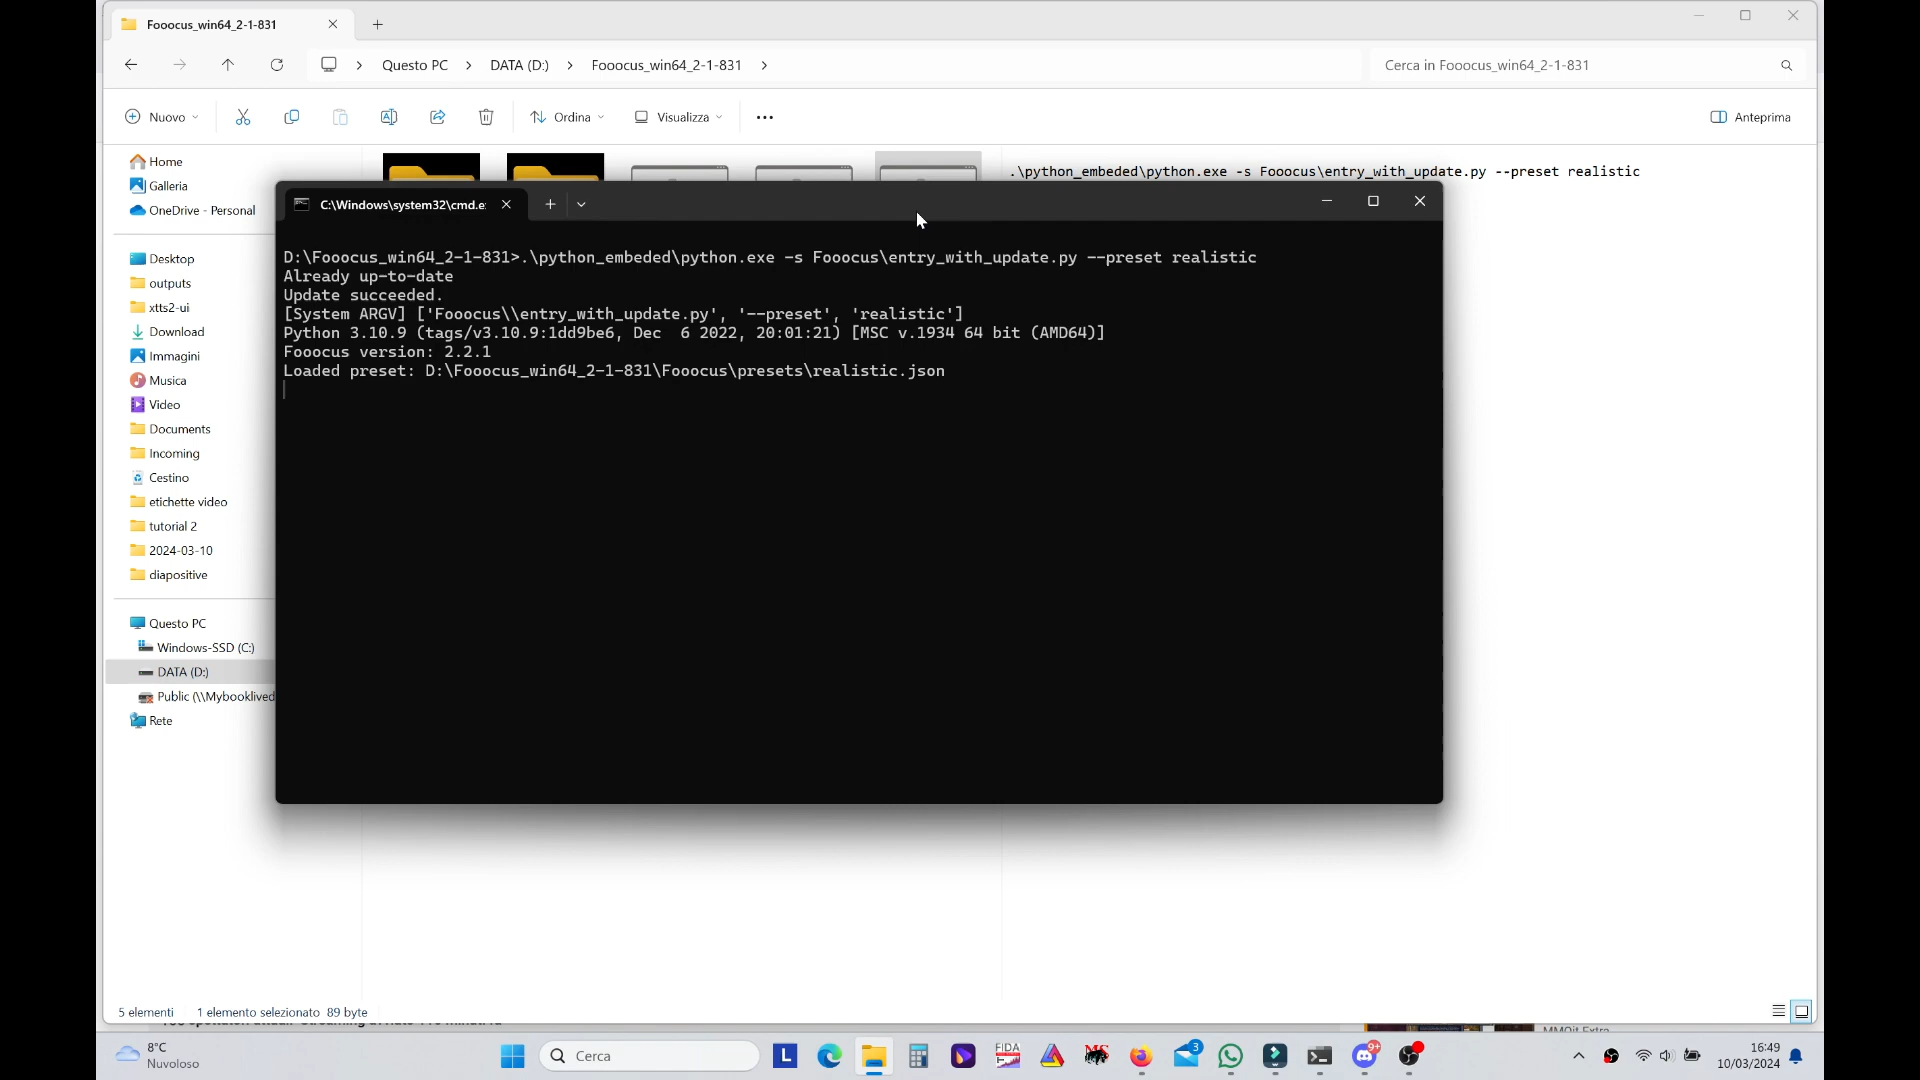 Fooocus_win64_2-1-831
Questo PC > DATA (D:) > Fooocus_win64_2-1-831 >
Cerca in Fooocus_win64_2-1-831
Nuovo
Ordina
Visualizza
Anteprima
Home
Galleria
OneDrive - Personal
Desktop
outputs
xtts2-ui
Download
Immagini
Musica
Video
Documents
Incoming
Cestino
etichette video
tutorial 2
2024-03-10
diapositive
Questo PC
Windows-SSD (C:)
DATA (D:)
Public (\\Mybooklived
Rete
.\python_embeded\python.exe -s Fooocus\entry_with_update.py --preset realistic
C:\Windows\system32\cmd.e:
D:\Fooocus_win64_2-1-831>.\python_embeded\python.exe -s Fooocus\entry_with_update.py --preset realistic
Already up-to-date
Update succeeded.
[System ARGV] ['Fooocus\\entry_with_update.py', '--preset', 'realistic']
Python 3.10.9 (tags/v3.10.9:1dd9be6, Dec  6 2022, 20:01:21) [MSC v.1934 64 bit (AMD64)]
Fooocus version: 2.2.1
Loaded preset: D:\Fooocus_win64_2-1-831\Fooocus\presets\realistic.json
5 elementi
1 elemento selezionato 89 byte
8°C
Nuvoloso
Cerca
L
FIDA
3
9+
16:49
10/03/2024